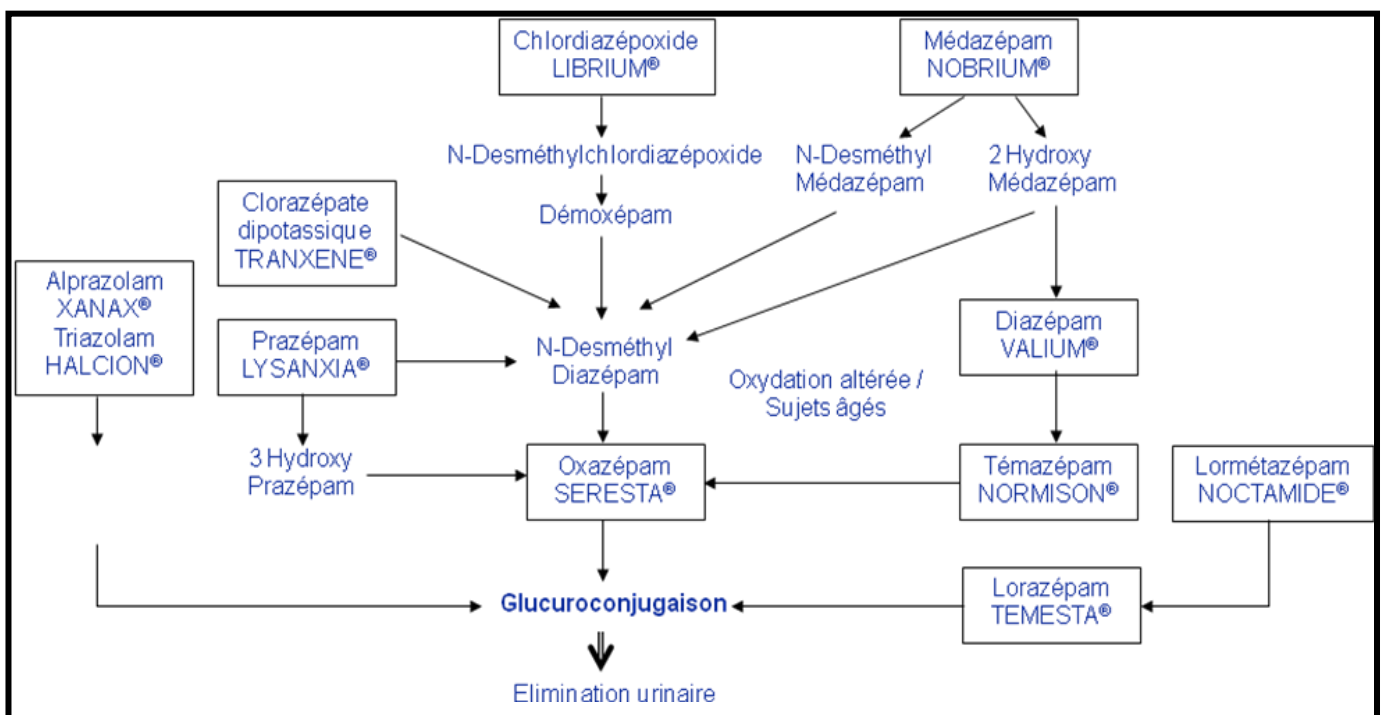 Chlordiazépoxide
LIBRIUM®
Médazépam
NOBRIUM®
N-Desméthylchlordiazépoxide
N-Desméthyl
Médazépam
2 Hydroxy
Médazépam
Clorazépate
dipotassique
TRANXENE®
Démoxépam
Alprazolam
XANAX®
Triazolam
HALCION®
Prazépam
LYSANXIA®
N-Desméthyl
Diazépam
Diazépam
VALIUM®
Oxydation altérée /
Sujets âgés
3 Hydroxy
Prazépam
Oxazépam
SERESTA®
Témazépam
NORMISON®
Lormétazépam
NOCTAMIDE®
Glucuroconjugaison
Lorazépam
TEMESTA®
Elimination urinaire